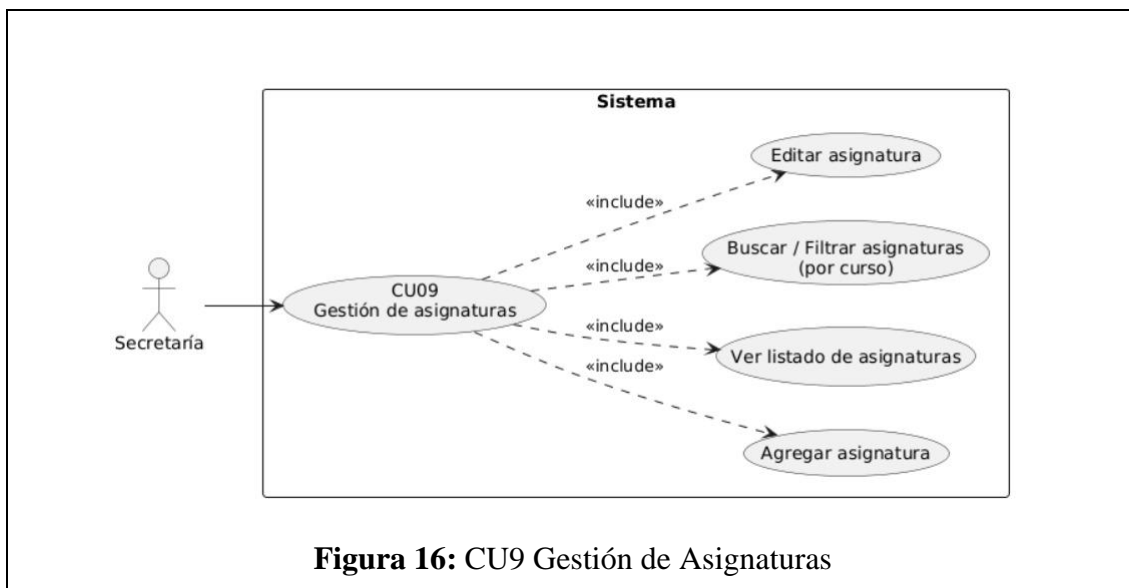 Sistema
Editar asignatura
«include»
Buscar / Filtrar asignaturas
(por curso)
«include»
CU09
Gestión de asignaturas
Secretaría
«include»
Ver listado de asignaturas
«include»
Agregar asignatura
Figura 16: CU9 Gestión de Asignaturas